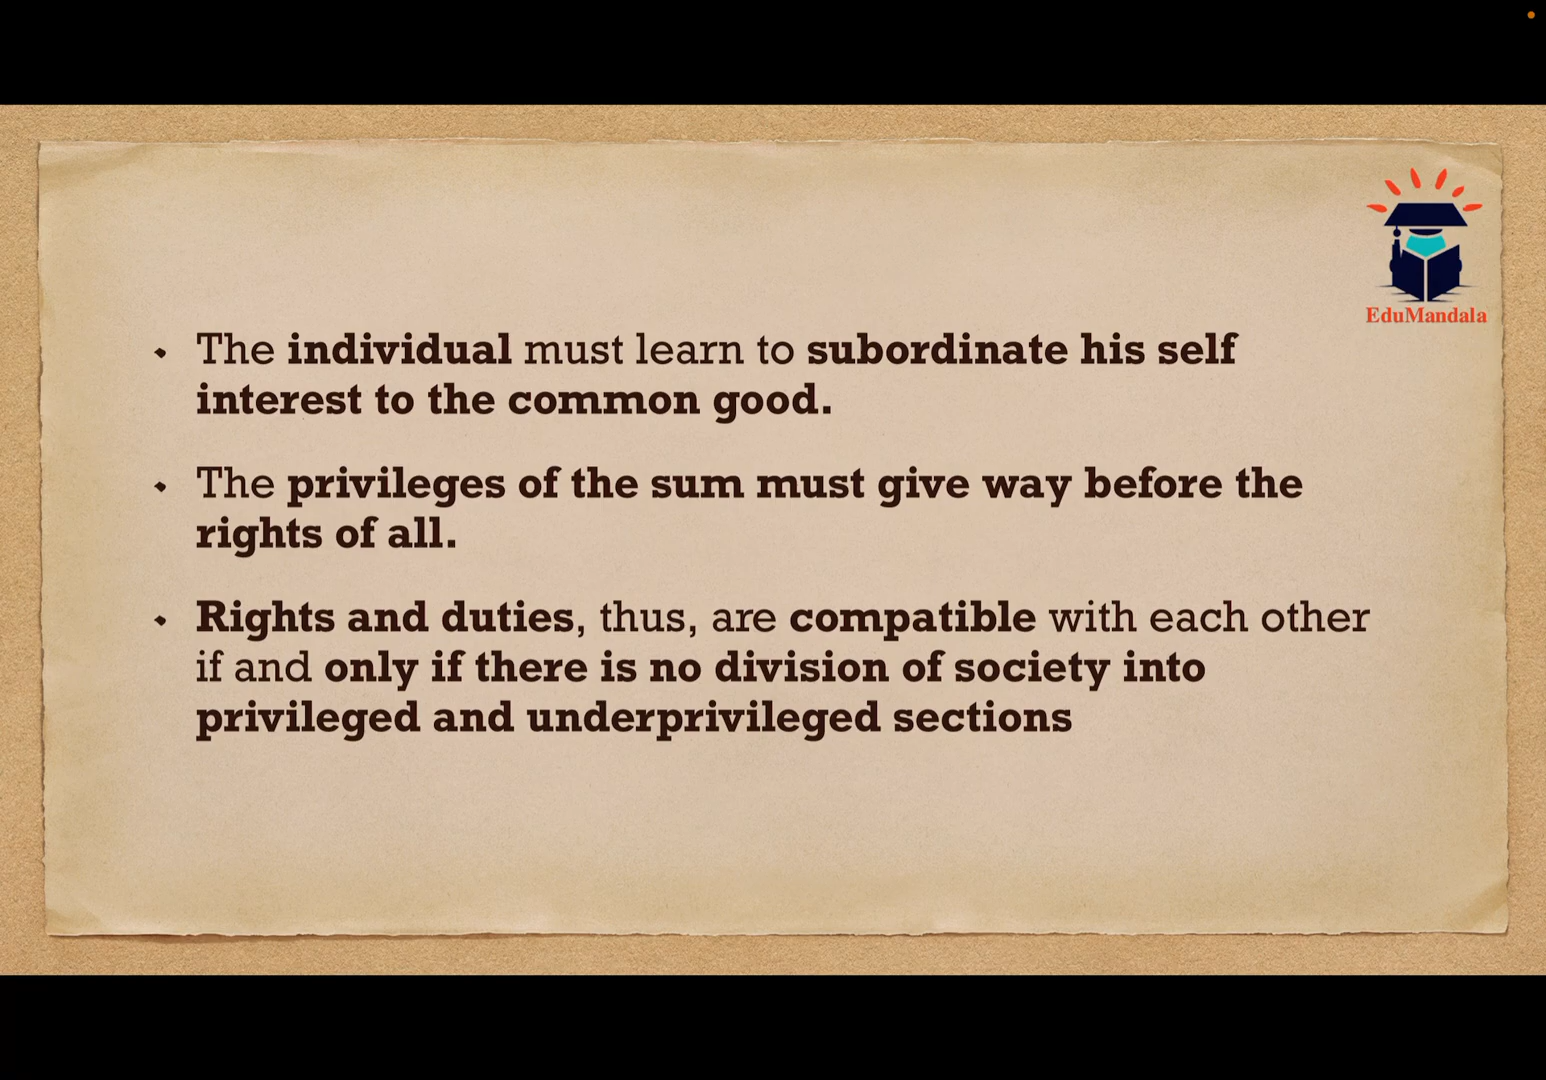 EduMandala
The individual must learn to subordinate his self
interest to the common good.
The privileges of the sum must give way before the
rights of all.
Rights and duties, thus, are compatible with each other
if and only if there is no division of society into
privileged and underprivileged sections